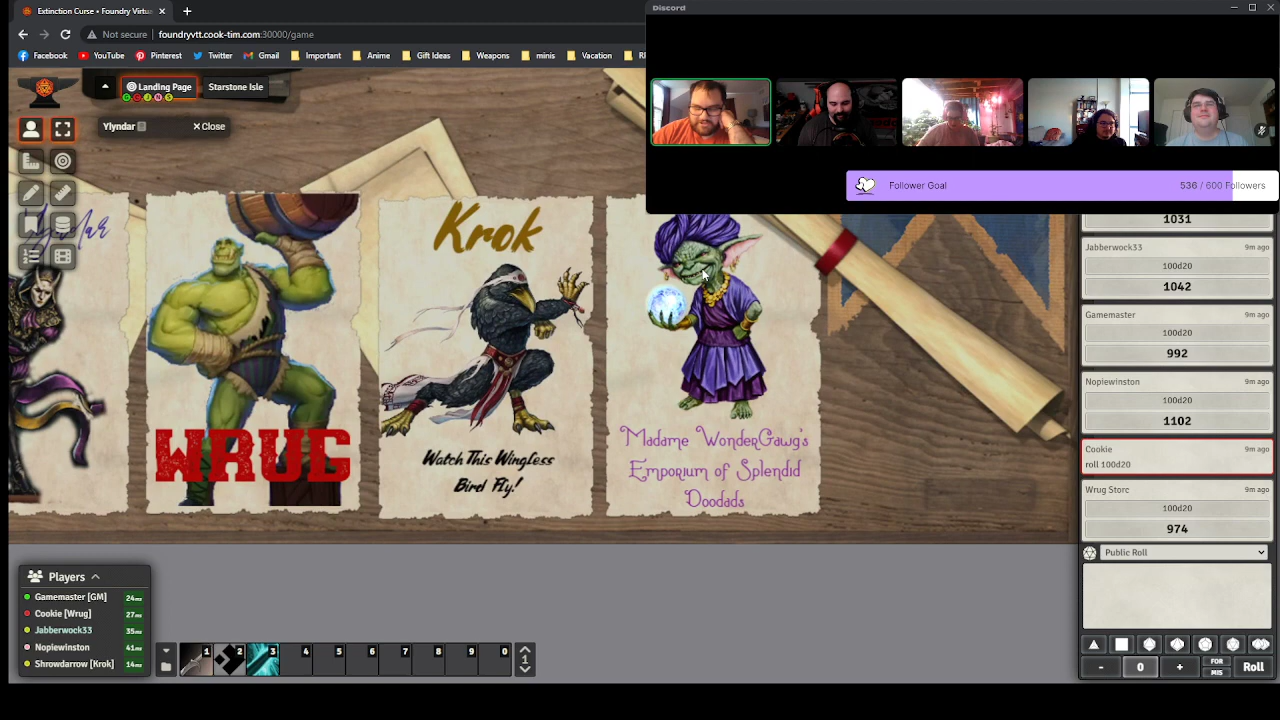 Extinction Curse • Foundry Virtu
Discord
Not secure
foundryvtt.cook-tim.com:30000/game
Facebook
YouTube
Pinterest
Twitter
Gmail
Important
Anime
Gift Ideas
Weapons
minis
Vacation
Landing Page
Starstone Isle
G C J N S
Ylyndar
Close
Follower Goal
536 / 600 Followers
Krok
WRUG
Watch This Wingless
Bird Fly!
Madame WonderGawg's
Emporium of Splendid
Doodads
1031
Jabberwock33 9m ago
100d20
1042
Gamemaster 9m ago
100d20
992
Nopiewinston 9m ago
100d20
1102
Cookie 9m ago
roll 100d20
Wrug Storc 9m ago
100d20
974
Public Roll
Players
Gamemaster [GM] 24ms
Cookie [Wrug] 27ms
Jabberwock33 35ms
Nopiewinston 41ms
Shrowdarrow [Krok] 14ms
1 2 3 4 5 6 7 8 9 0
1
FOR
MIS
- 0 + Roll